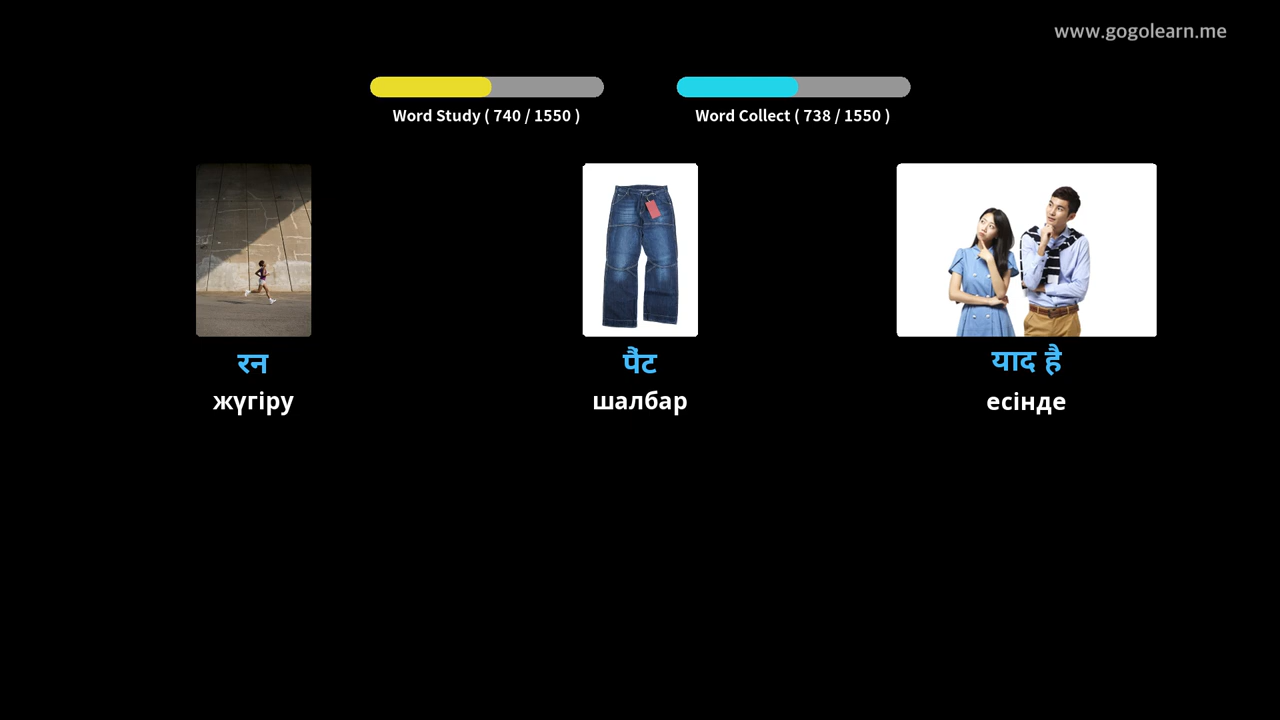 www.gogolearn.me
Word Study ( 740 / 1550 )
Word Collect ( 738 / 1550 )
रन
पैंट
याद है
жүгіру
шалбар
есінде